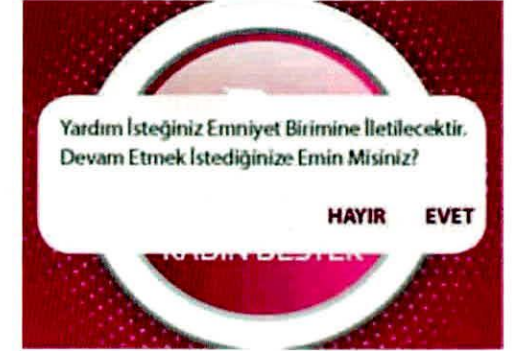 Yardım İsteğiniz Emniyet Birimine İletilecektir.
Devam Etmek İstediğinize Emin Misiniz?
HAYIR EVET
KADIN DESTEK